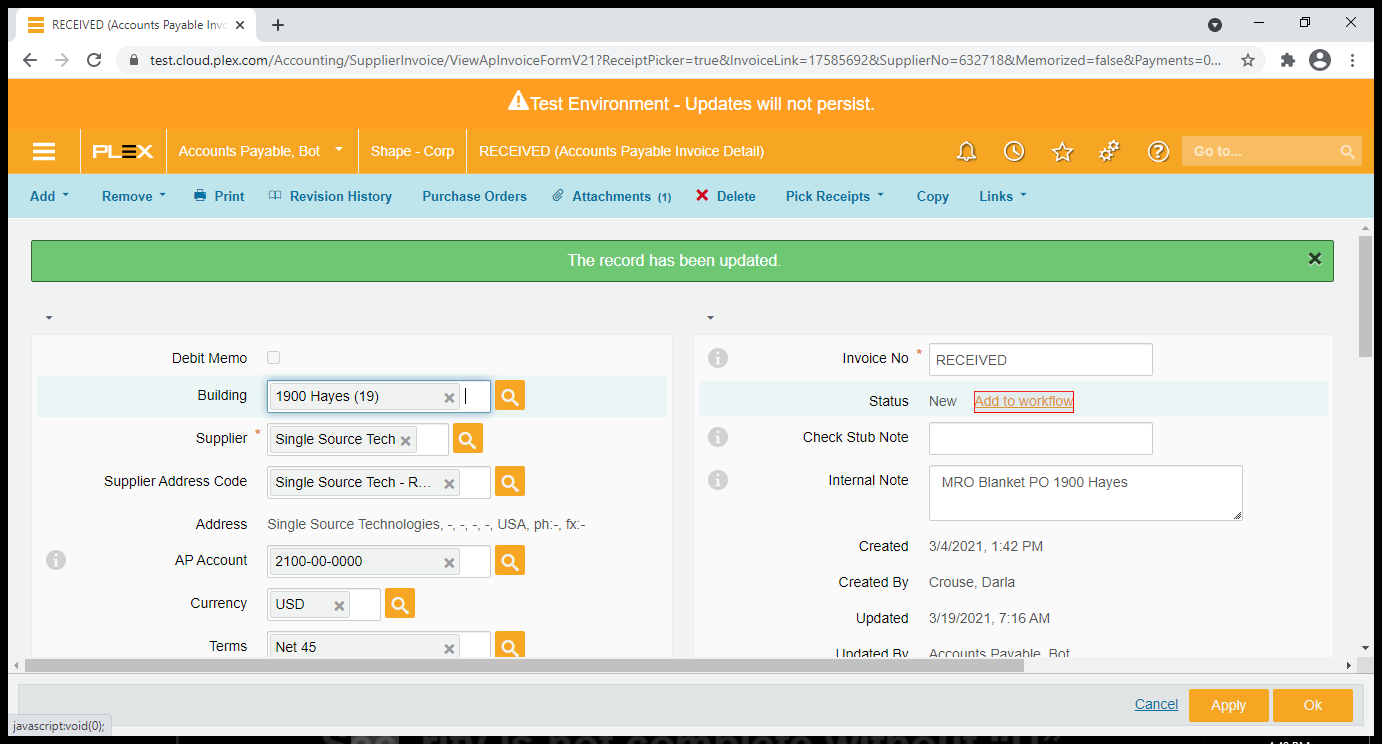 RECEIVED (Accounts Payable Invo
test.cloud.plex.com/Accounting/SupplierInvoice/ViewApInvoiceFormV21?ReceiptPicker=true&InvoiceLink=17585692&SupplierNo=632718&Memorized=false&Payments=0...
Test Environment - Updates will not persist.
PLEX
Accounts Payable, Bot
Shape - Corp
RECEIVED (Accounts Payable Invoice Detail)
Go to...
Add
Remove
Print
Revision History
Purchase Orders
Attachments (1)
Delete
Pick Receipts
Copy
Links
The record has been updated.
Debit Memo
Building 1900 Hayes (19)
Supplier * Single Source Tech
Supplier Address Code Single Source Tech - R...
Address Single Source Technologies, -, -, -, -, USA, ph:-, fx:-
AP Account 2100-00-0000
Currency USD
Terms Net 45
Invoice No * RECEIVED
Status New Add to workflow
Check Stub Note
Internal Note MRO Blanket PO 1900 Hayes
Created 3/4/2021, 1:42 PM
Created By Crouse, Darla
Updated 3/19/2021, 7:16 AM
Updated By Accounts Payable, Bot
Cancel
Apply
Ok
javascript:void(0);
rity is not complete without "U"